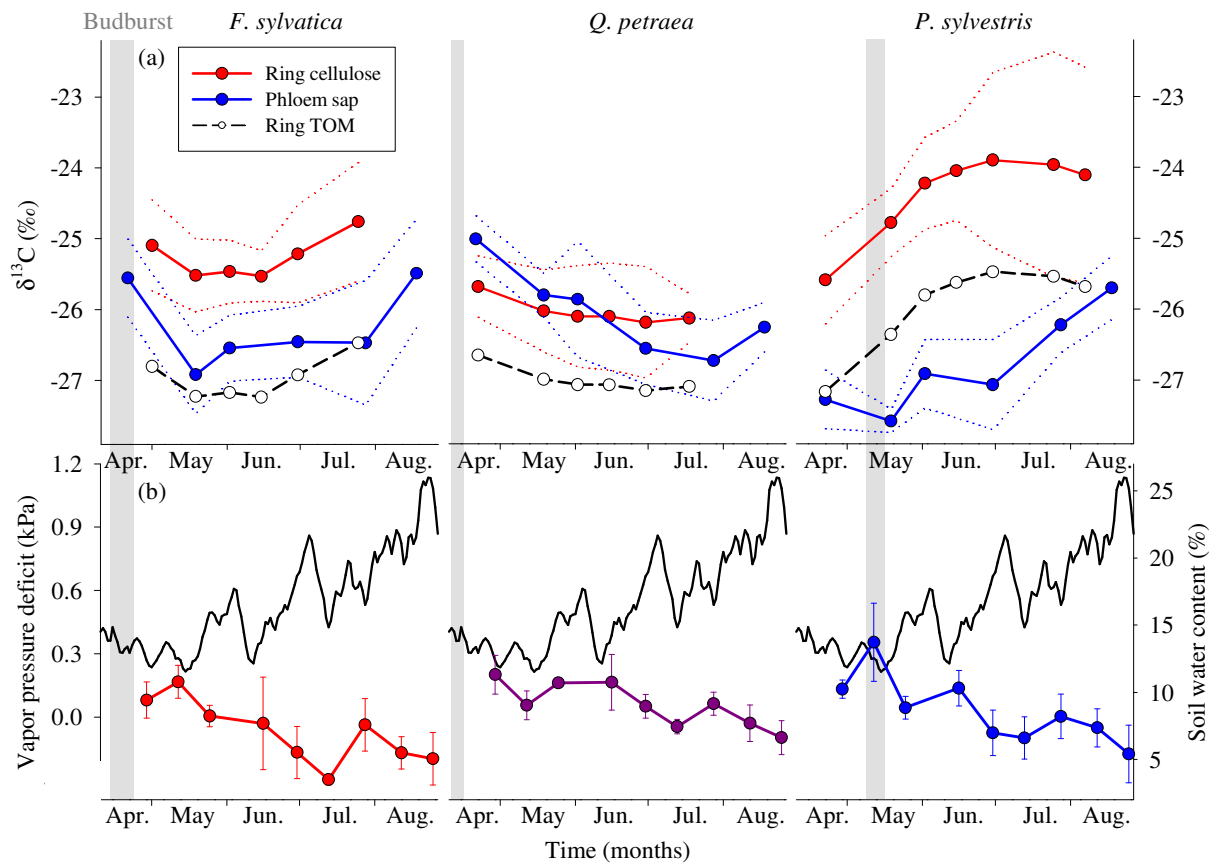 Budburst F. sylvatica Q. petraea P. sylvestris
(a)
Ring cellulose
Phloem sap
Ring TOM
δ13C (‰)
-23
-24
-25
-26
-27
-23
-24
-25
-26
-27
Apr. May Jun. Jul. Aug. Apr. May Jun. Jul. Aug. Apr. May Jun. Jul. Aug.
(b)
Vapor pressure deficit (kPa)
1.2
0.9
0.6
0.3
0.0
25
20
15
10
5
Soil water content (%)
Apr. May Jun. Jul. Aug. Apr. May Jun. Jul. Aug. Apr. May Jun. Jul. Aug.
Time (months)